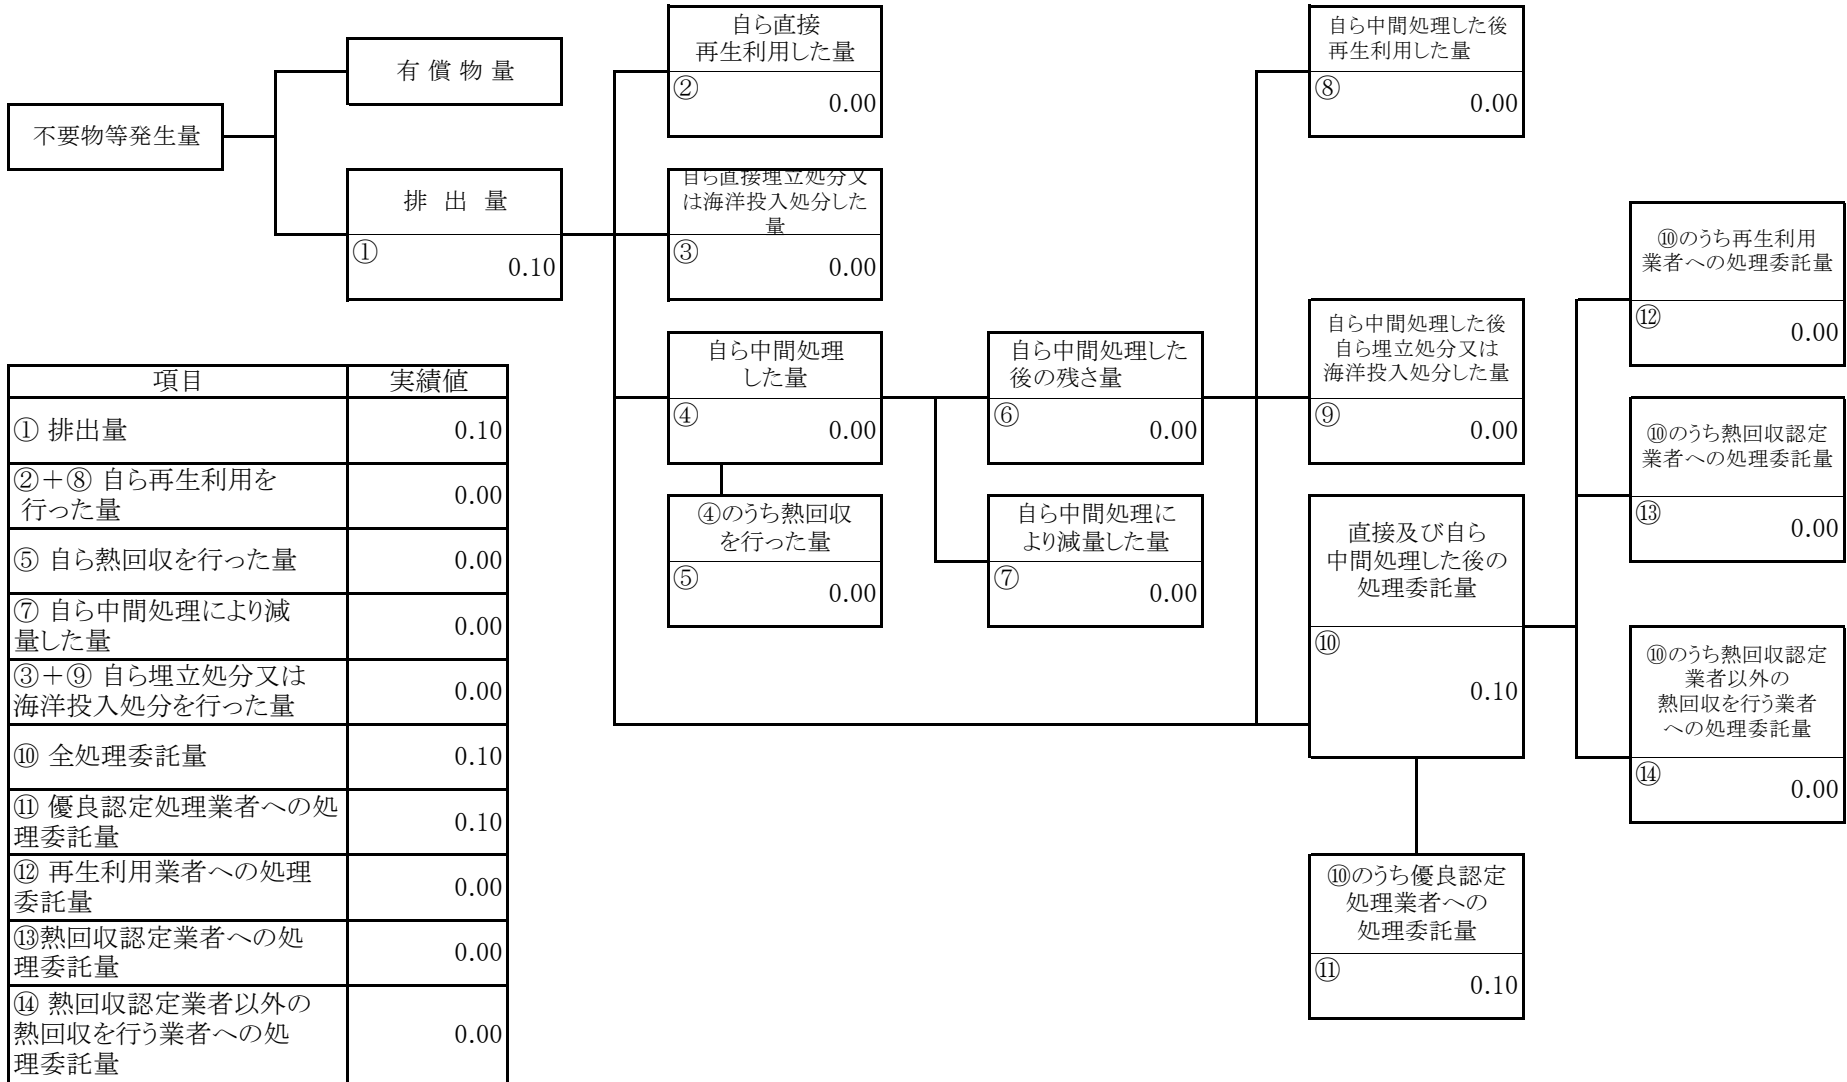 不要物等発生量
有償物量
排出量
①
0.10
自ら直接
再生利用した量
②
0.00
自ら直接埋立処分又
は海洋投入処分した
量
③
0.00
自ら中間処理
した量
④
0.00
④のうち熱回収
を行った量
⑤
0.00
自ら中間処理した
後の残さ量
⑥
0.00
自ら中間処理に
より減量した量
⑦
0.00
自ら中間処理した後
再生利用した量
⑧
0.00
自ら中間処理した後
自ら埋立処分又は
海洋投入処分した量
⑨
0.00
直接及び自ら
中間処理した後の
処理委託量
⑩
0.10
⑩のうち優良認定
処理業者への
処理委託量
⑪
0.10
⑩のうち再生利用
業者への処理委託量
⑫
0.00
⑩のうち熱回収認定
業者への処理委託量
⑬
0.00
⑩のうち熱回収認定
業者以外の
熱回収を行う業者
への処理委託量
⑭
0.00
項目 実績値
① 排出量 0.10
②+⑧ 自ら再生利用を
行った量 0.00
⑤ 自ら熱回収を行った量 0.00
⑦ 自ら中間処理により減
量した量 0.00
③+⑨ 自ら埋立処分又は
海洋投入処分を行った量 0.00
⑩ 全処理委託量 0.10
⑪ 優良認定処理業者への処
理委託量 0.10
⑫ 再生利用業者への処理
委託量 0.00
⑬熱回収認定業者への処
理委託量 0.00
⑭ 熱回収認定業者以外の
熱回収を行う業者への処
理委託量 0.00